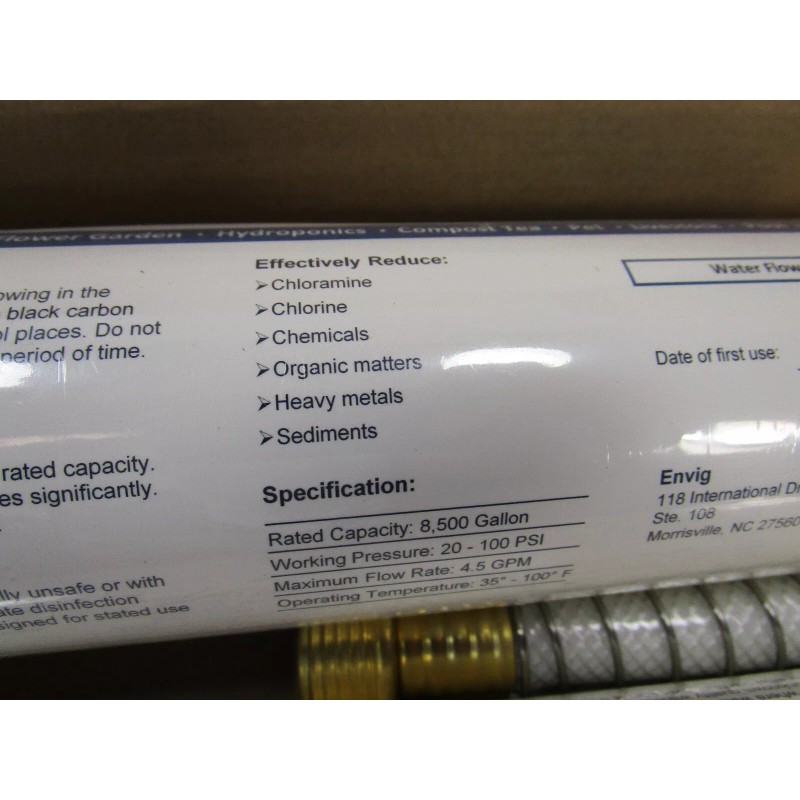 Flower Garden • Hydroponics • Compost Tea • Pet •
owing in the
black carbon
ol places. Do not
period of time.
rated capacity.
es significantly.
lly unsafe or with
ate disinfection
signed for stated use
Effectively Reduce:
➢Chloramine
➢Chlorine
➢Chemicals
➢Organic matters
➢Heavy metals
➢Sediments
Specification:
Rated Capacity: 8,500 Gallon
Working Pressure: 20 - 100 PSI
Maximum Flow Rate: 4.5 GPM
Operating Temperature: 35° - 100° F
Water Flow
Date of first use:
Envig
118 International Dr
Ste. 108
Morrisville, NC 27560